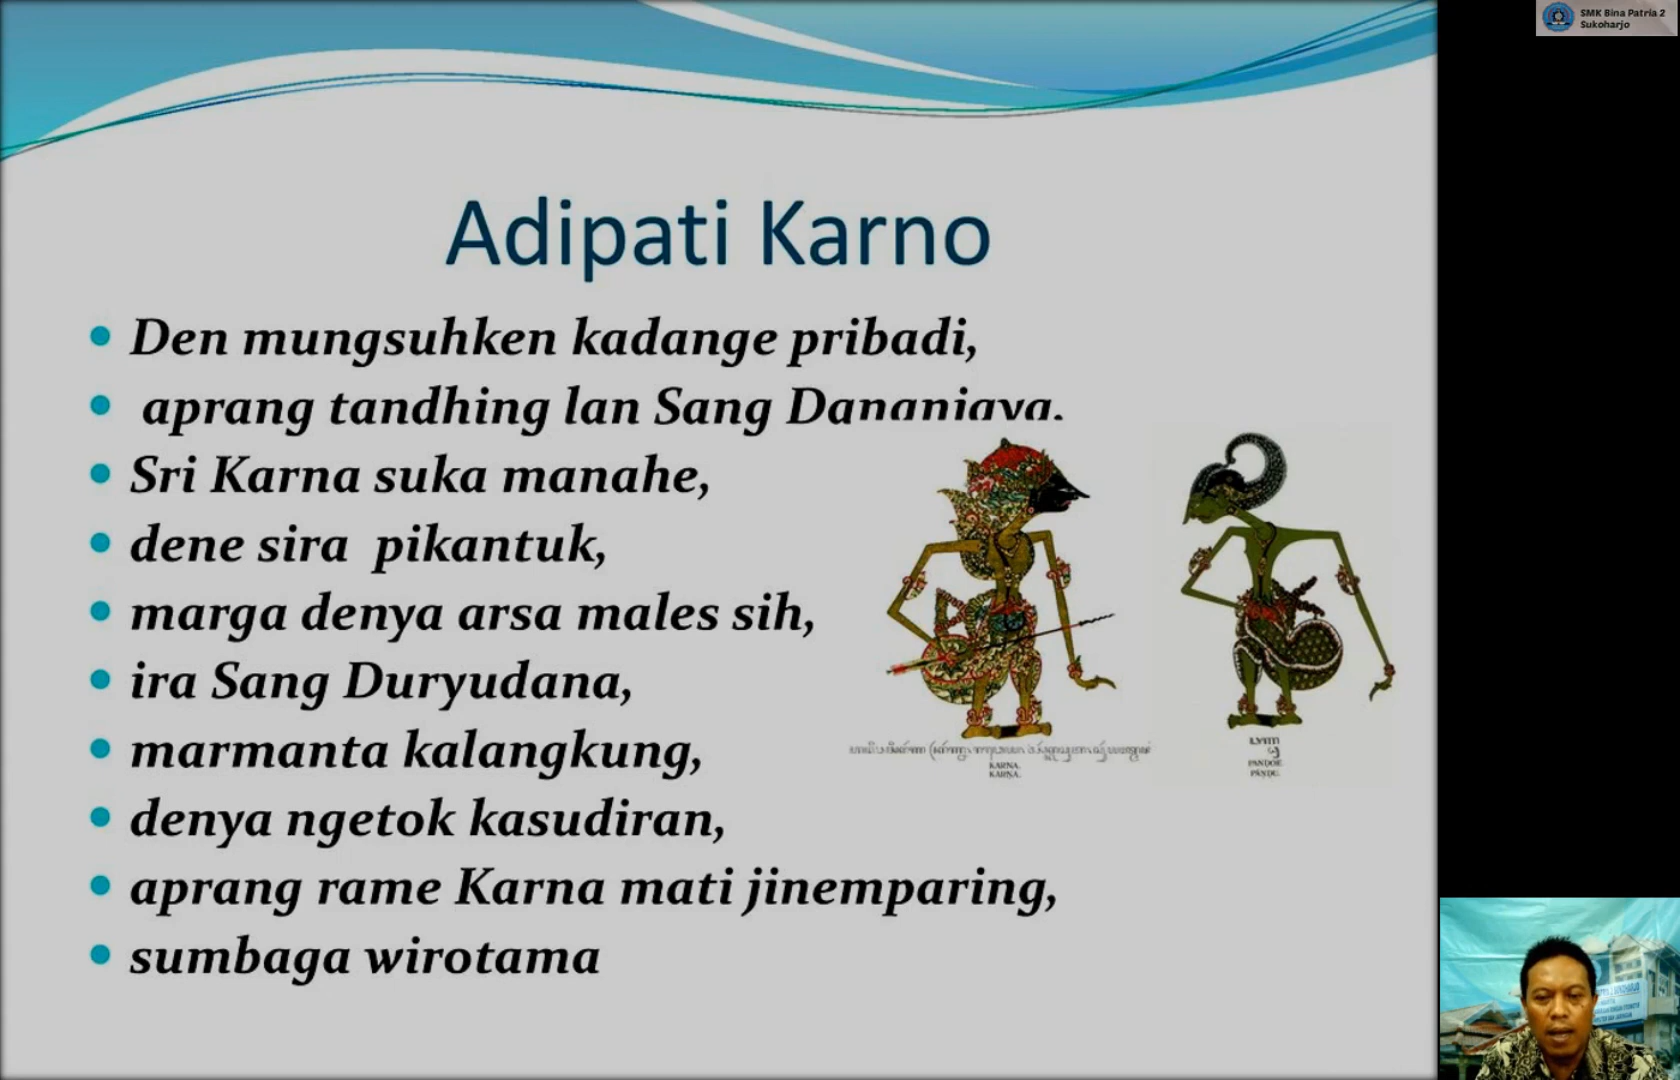 SMK Bina Patria 2
Sukoharjo
Adipati Karno
Den mungsuhken kadange pribadi,
aprang tandhing lan Sang Dananjaya.
Sri Karna suka manahe,
dene sira pikantuk,
marga denya arsa males sih,
ira Sang Duryudana,
marmanta kalangkung,
denya ngetok kasudiran,
aprang rame Karna mati jinemparing,
sumbaga wirotama
KARNA.
KARNA.
PANDOE
PANDU.